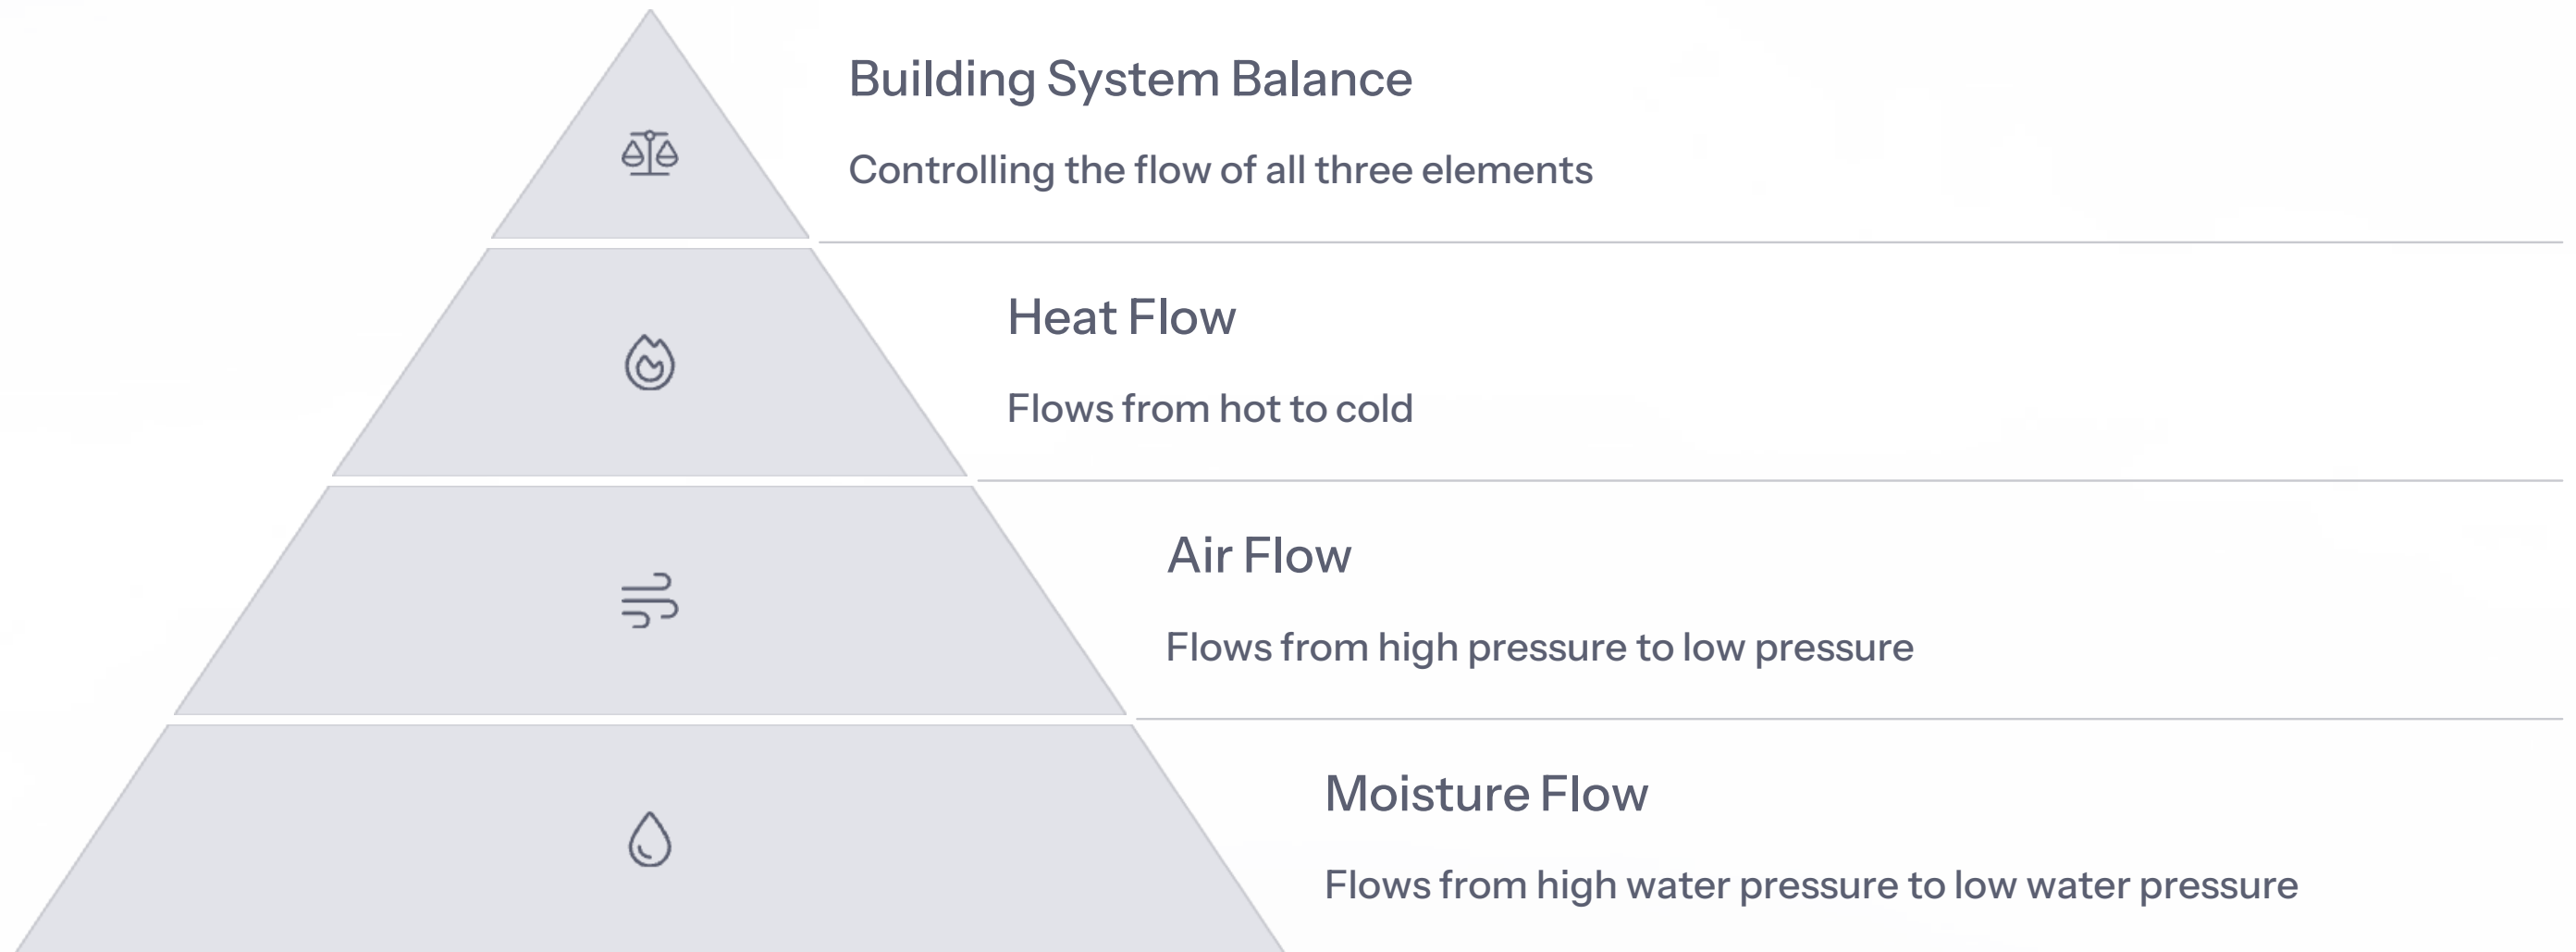 Building System Balance
Controlling the flow of all three elements
Heat Flow
Flows from hot to cold
Air Flow
Flows from high pressure to low pressure
Moisture Flow
Flows from high water pressure to low water pressure